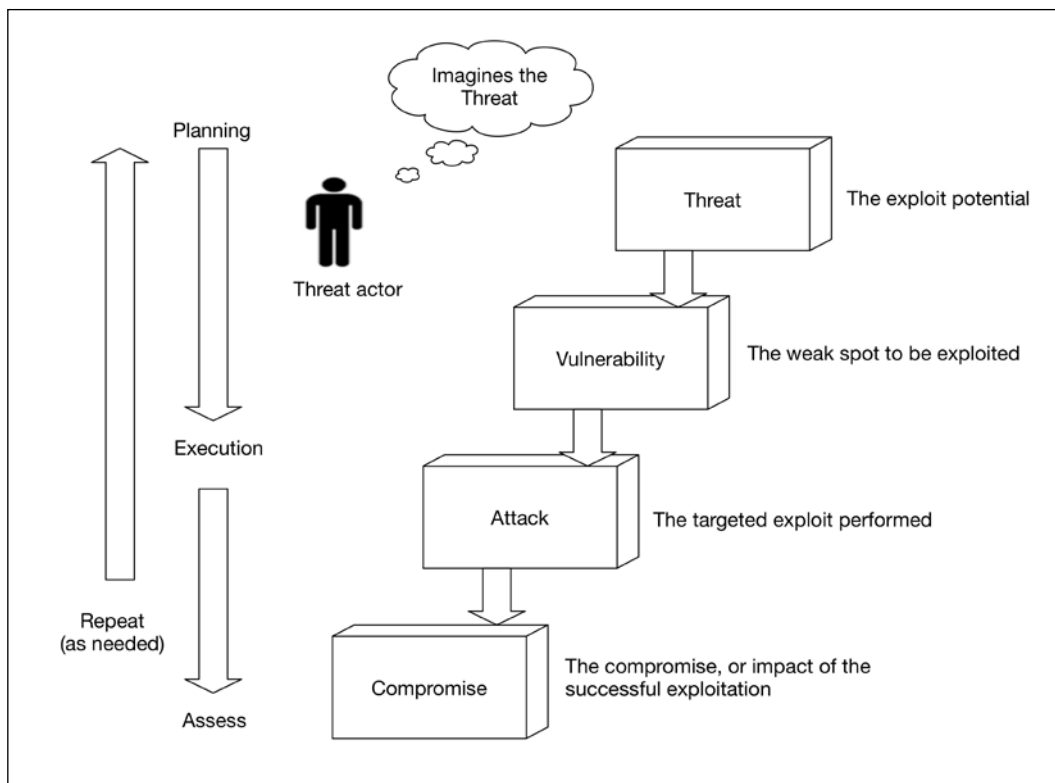 Imagines the
Threat
Planning
Threat
The exploit potential
Threat actor
Vulnerability
The weak spot to be exploited
Execution
Attack
The targeted exploit performed
Repeat
(as needed)
Compromise
The compromise, or impact of the
successful exploitation
Assess